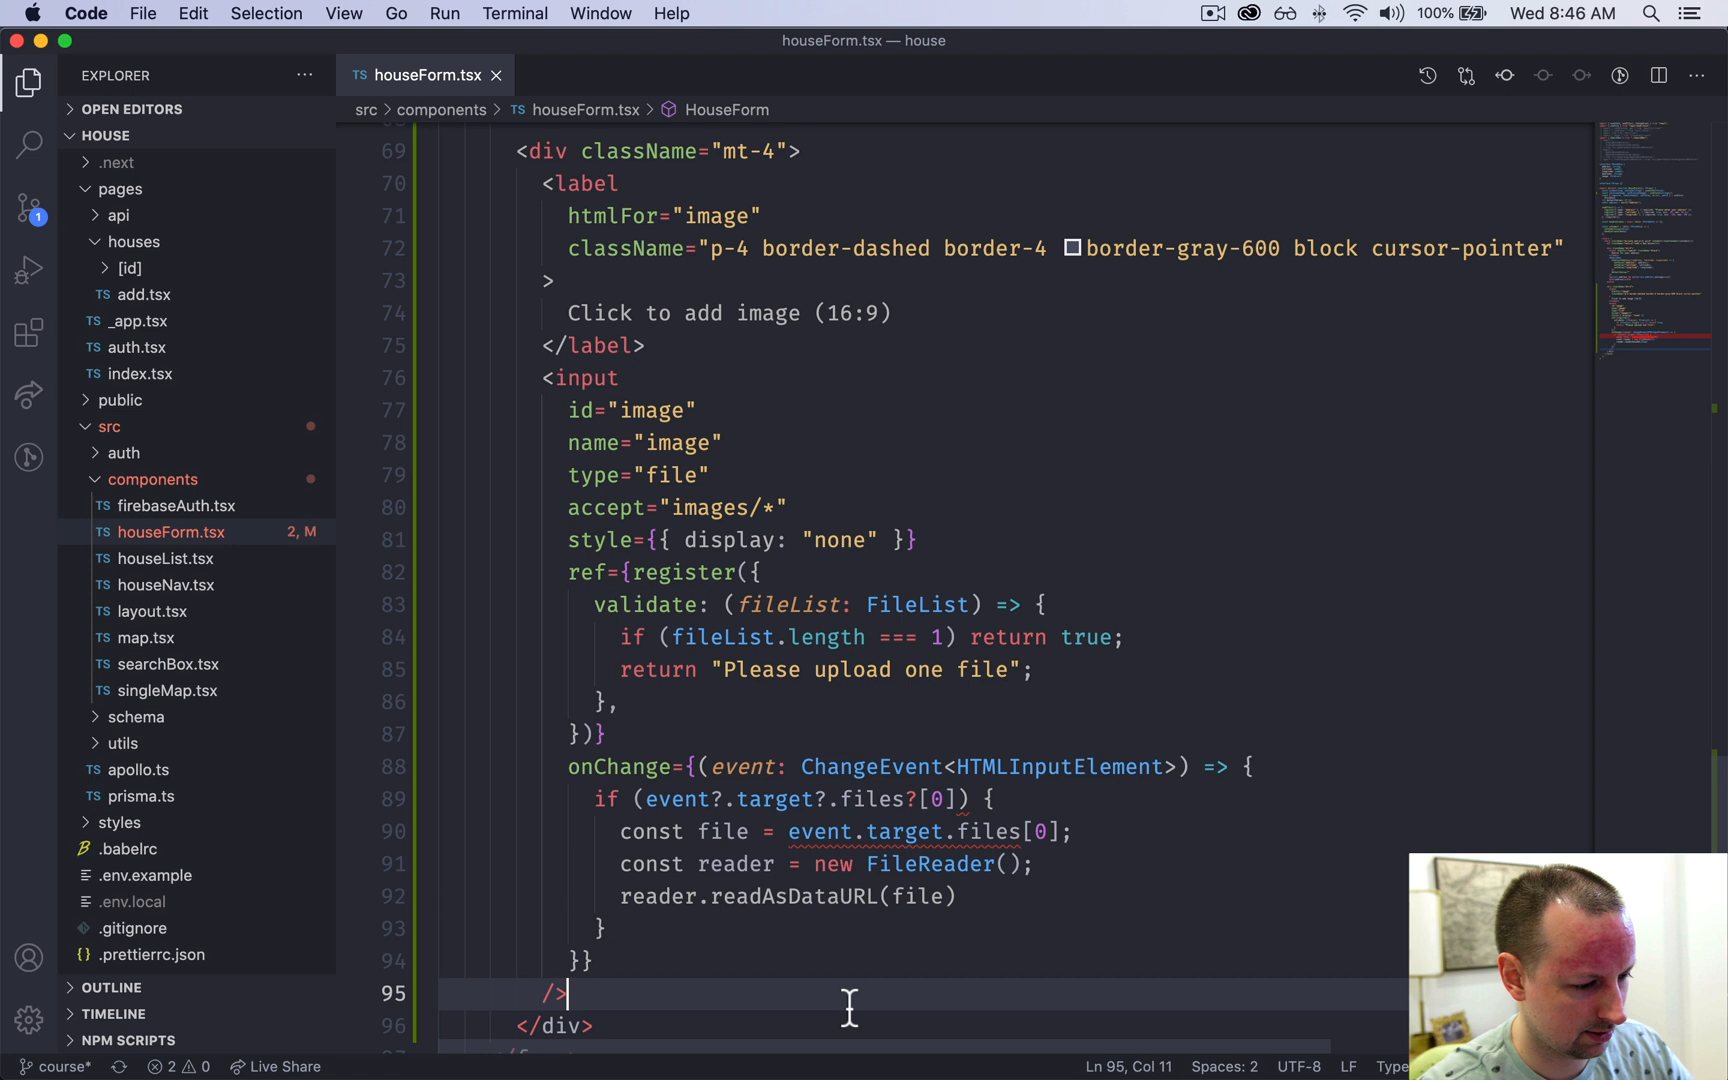 Code File Edit Selection View Go Run Terminal Window Help 100% Wed 8:46 AM
houseForm.tsx — house
EXPLORER
TS houseForm.tsx
src > components > TS houseForm.tsx > HouseForm
OPEN EDITORS
HOUSE
.next
pages
api
houses
[id]
TS add.tsx
TS _app.tsx
TS auth.tsx
TS index.tsx
public
src
auth
components
TS firebaseAuth.tsx
TS houseForm.tsx 2, M
TS houseList.tsx
TS houseNav.tsx
TS layout.tsx
TS map.tsx
TS searchBox.tsx
TS singleMap.tsx
schema
utils
TS apollo.ts
TS prisma.ts
styles
.babelrc
.env.example
.env.local
.gitignore
{} .prettierrc.json
OUTLINE
TIMELINE
NPM SCRIPTS
1
69 <div className="mt-4">
70 <label
71 htmlFor="image"
72 className="p-4 border-dashed border-4 border-gray-600 block cursor-pointer"
73 >
74 Click to add image (16:9)
75 </label>
76 <input
77 id="image"
78 name="image"
79 type="file"
80 accept="images/*"
81 style={{ display: "none" }}
82 ref={register({
83 validate: (fileList: FileList) => {
84 if (fileList.length === 1) return true;
85 return "Please upload one file";
86 },
87 })}
88 onChange={(event: ChangeEvent<HTMLInputElement>) => {
89 if (event?.target?.files?[0]) {
90 const file = event.target.files[0];
91 const reader = new FileReader();
92 reader.readAsDataURL(file)
93 }
94 }}
95 />
96 </div>
course* 2 0 Live Share Ln 95, Col 11 Spaces: 2 UTF-8 LF